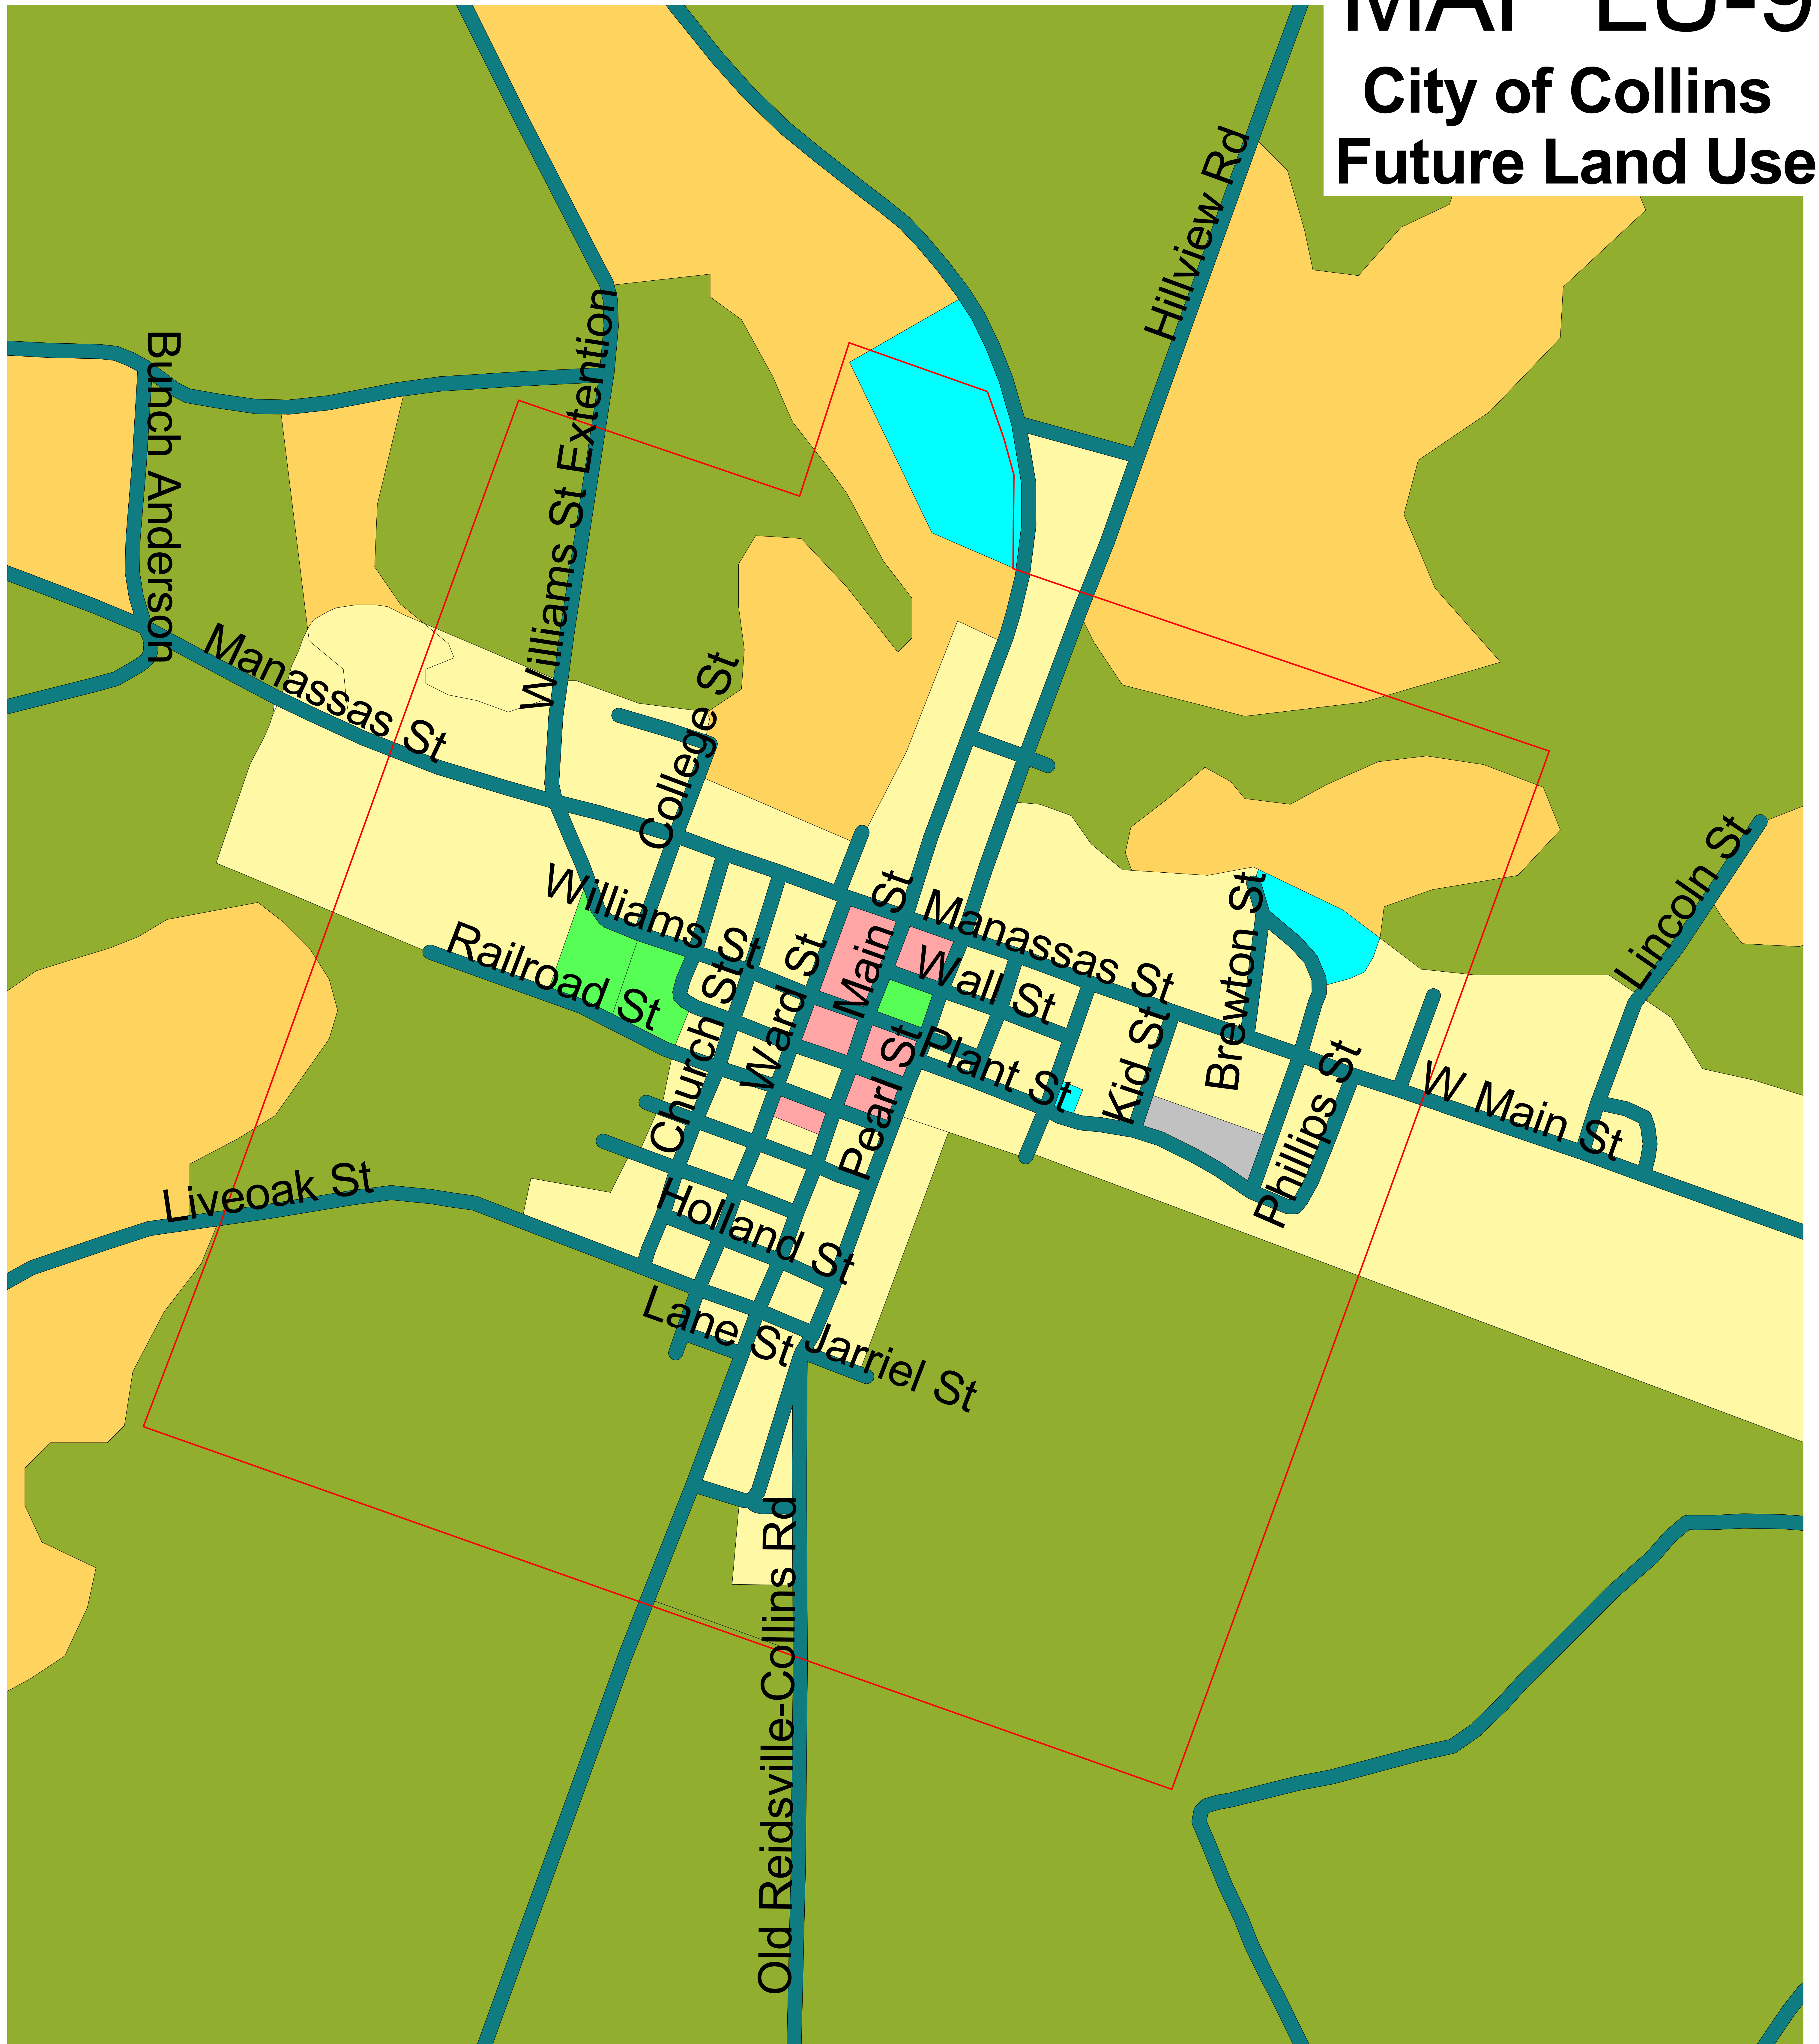 MAP LU-9
City of Collins
Future Land Use
Hillview Rd
Bunch Anderson
Williams St Extention
Manassas St
College St
Williams St
Railroad St
Main St
Manassas St
Wall St
Brewton St
Lincoln St
Church St
Ward St
Plant St
Kid St
Pearl St
Phillips St
W Main St
Liveoak St
Holland St
Lane St
Jarriel St
Old Reidsville-Collins Rd